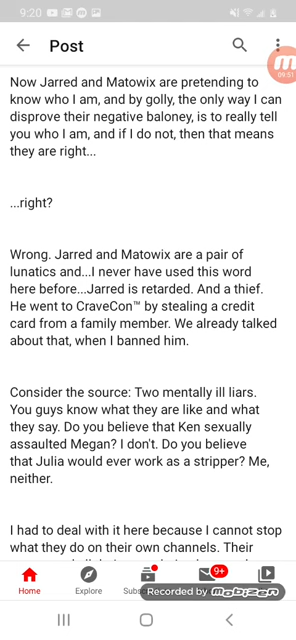 9:20
Post
09:51
Now Jarred and Matowix are pretending to
know who I am, and by golly, the only way I can
disprove their negative baloney, is to really tell
you who I am, and if I do not, then that means
they are right...
...right?
Wrong. Jarred and Matowix are a pair of
lunatics and...I never have used this word
here before...Jarred is retarded. And a thief.
He went to CraveCon™ by stealing a credit
card from a family member. We already talked
about that, when I banned him.
Consider the source: Two mentally ill liars.
You guys know what they are like and what
they say. Do you believe that Ken sexually
assaulted Megan? I don't. Do you believe
that Julia would ever work as a stripper? Me,
neither.
I had to deal with it here because I cannot stop
what they do on their own channels. Their
9+
Home Explore
Recorded by mobizen